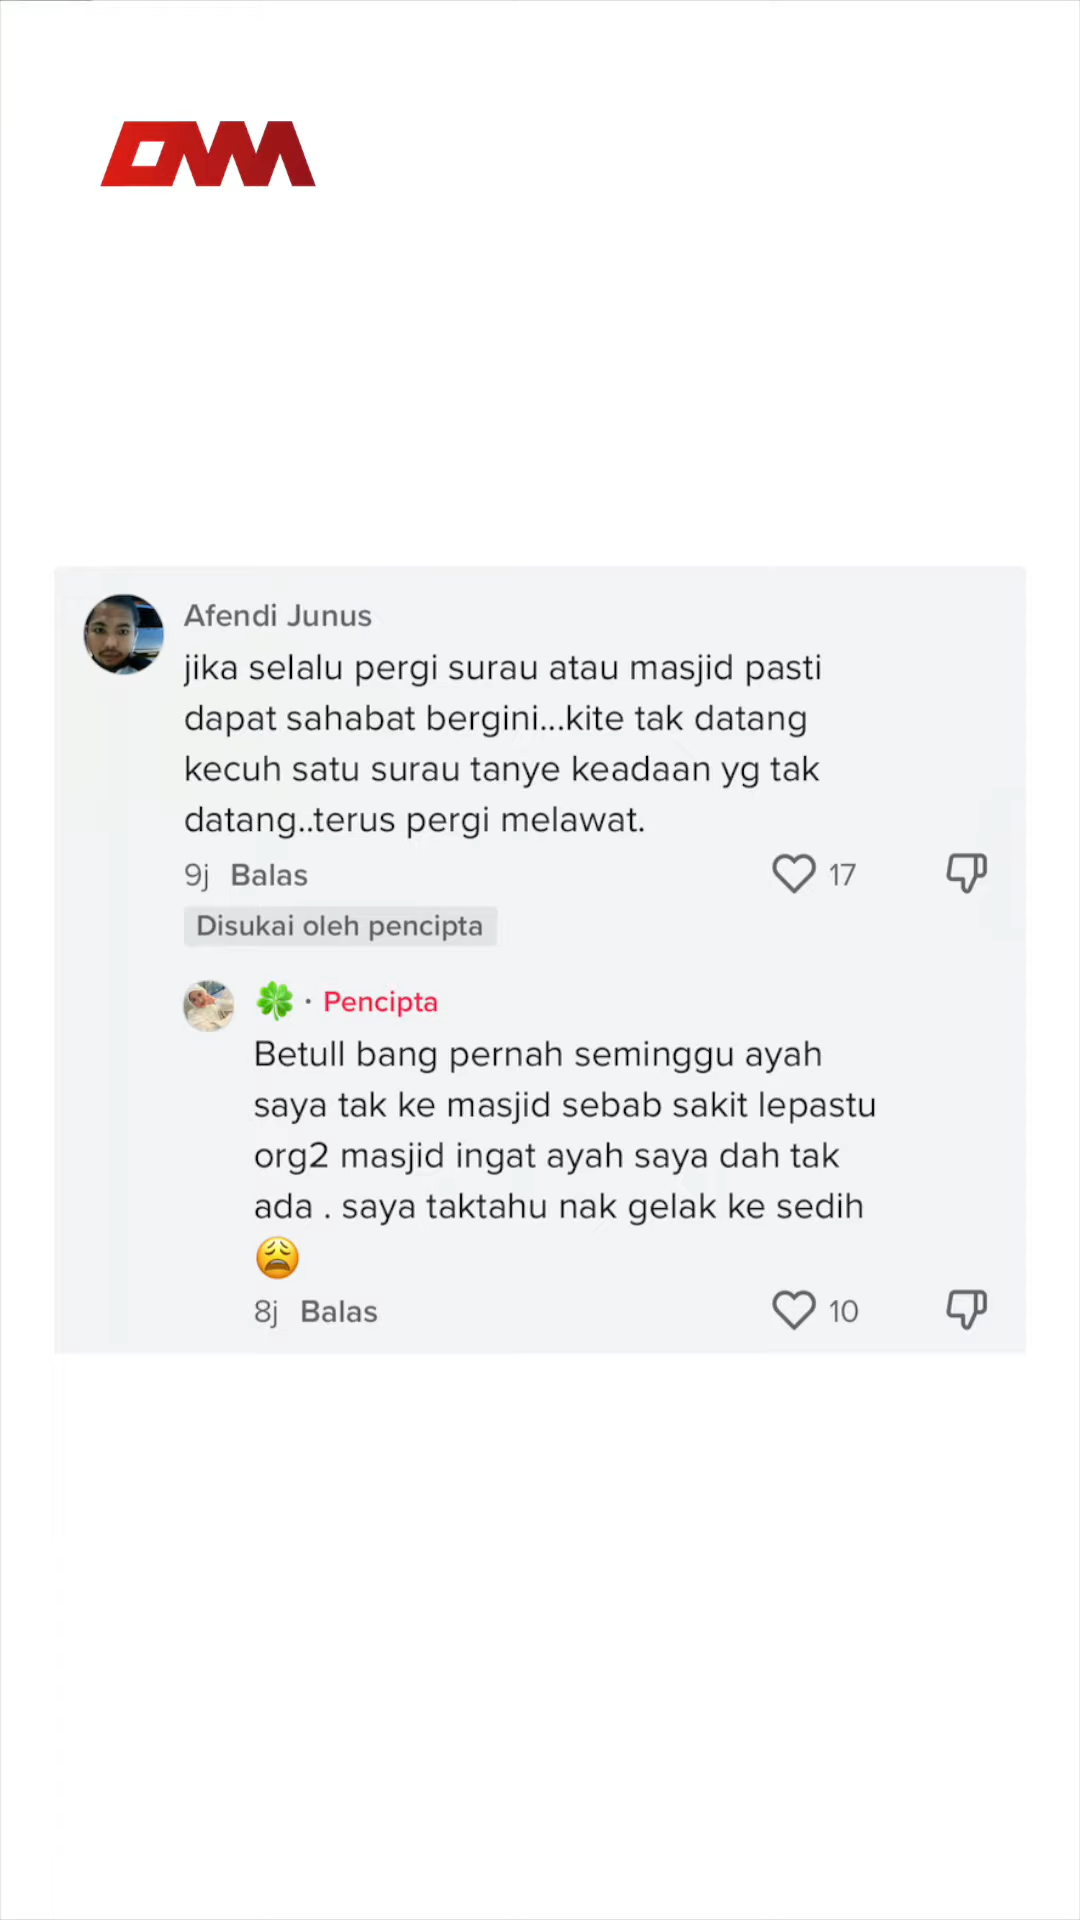 OMM
Afendi Junus
jika selalu pergi surau atau masjid pasti
dapat sahabat bergini...kite tak datang
kecuh satu surau tanye keadaan yg tak
datang..terus pergi melawat.
9j Balas
17
Disukai oleh pencipta
🍀 · Pencipta
Betull bang pernah seminggu ayah
saya tak ke masjid sebab sakit lepastu
org2 masjid ingat ayah saya dah tak
ada . saya taktahu nak gelak ke sedih
😩
8j Balas
10